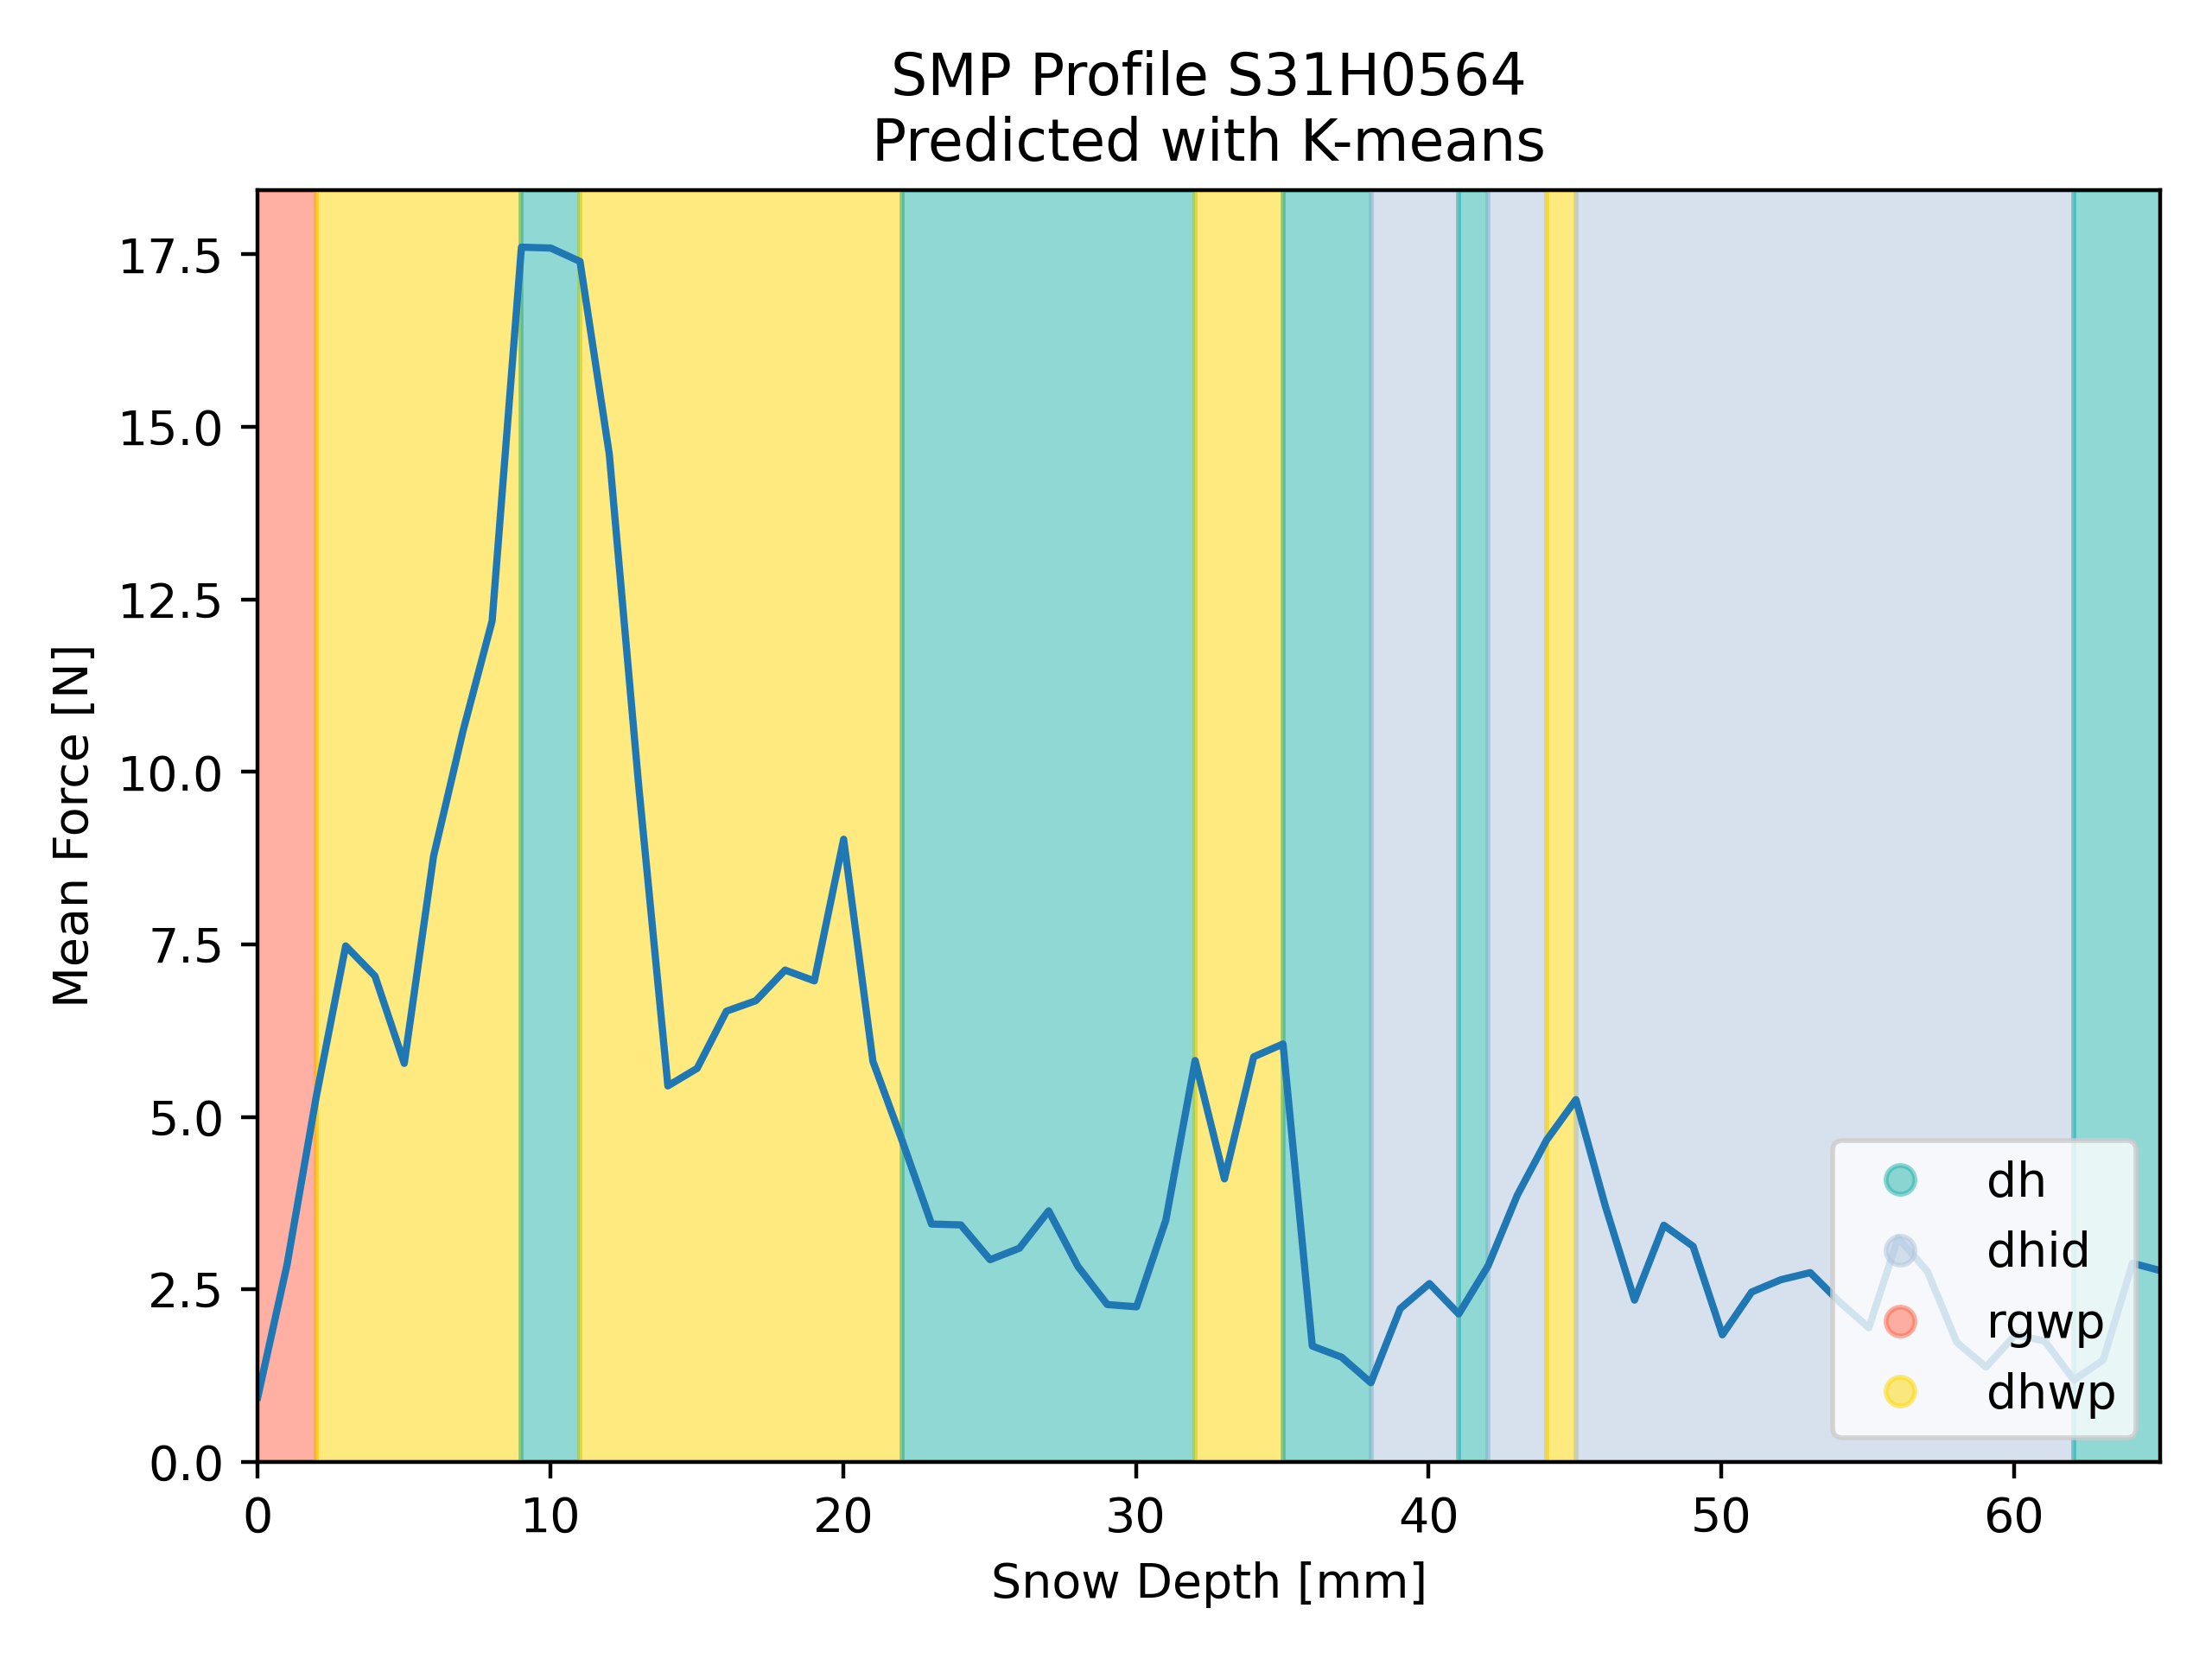 SMP Profile S31H0564
Predicted with K-means
Mean Force [N]
17.5
15.0
12.5
10.0
7.5
5.0
2.5
0.0
dh
dhid
rgwp
dhwp
0 10 20 30 40 50 60
Snow Depth [mm]